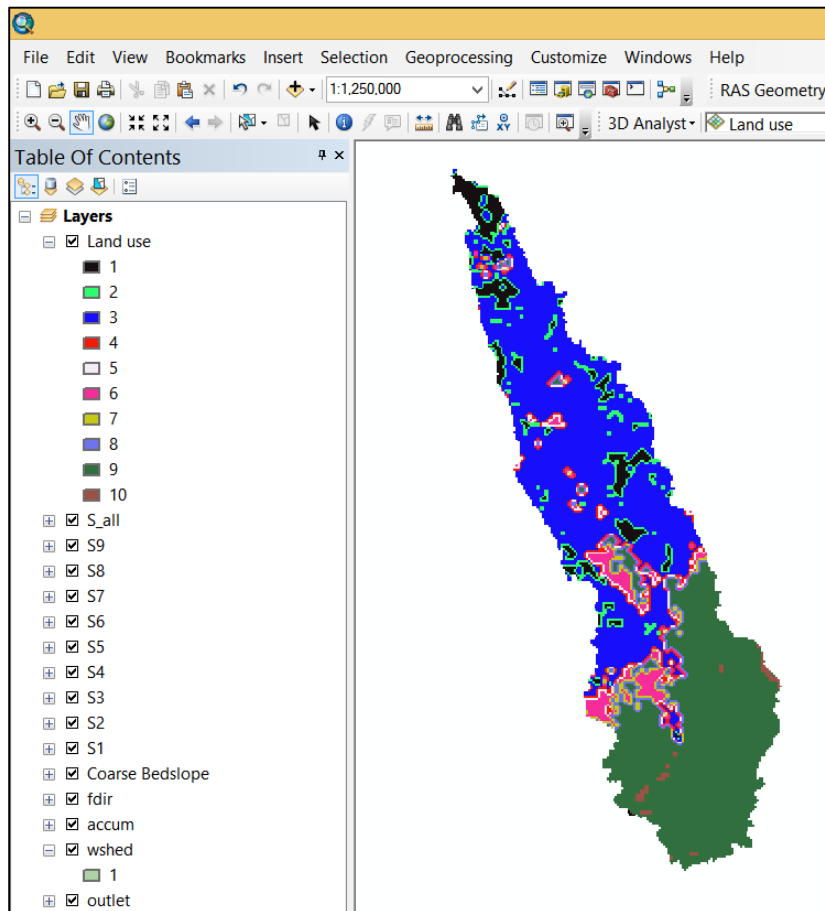 File Edit View Bookmarks Insert Selection Geoprocessing Customize Windows Help
1:1,250,000 RAS Geometry
3D Analyst Land use
Table Of Contents
Layers
Land use
1
2
3
4
5
6
7
8
9
10
S_all
S9
S8
S7
S6
S5
S4
S3
S2
S1
Coarse Bedslope
fdir
accum
wshed
1
outlet